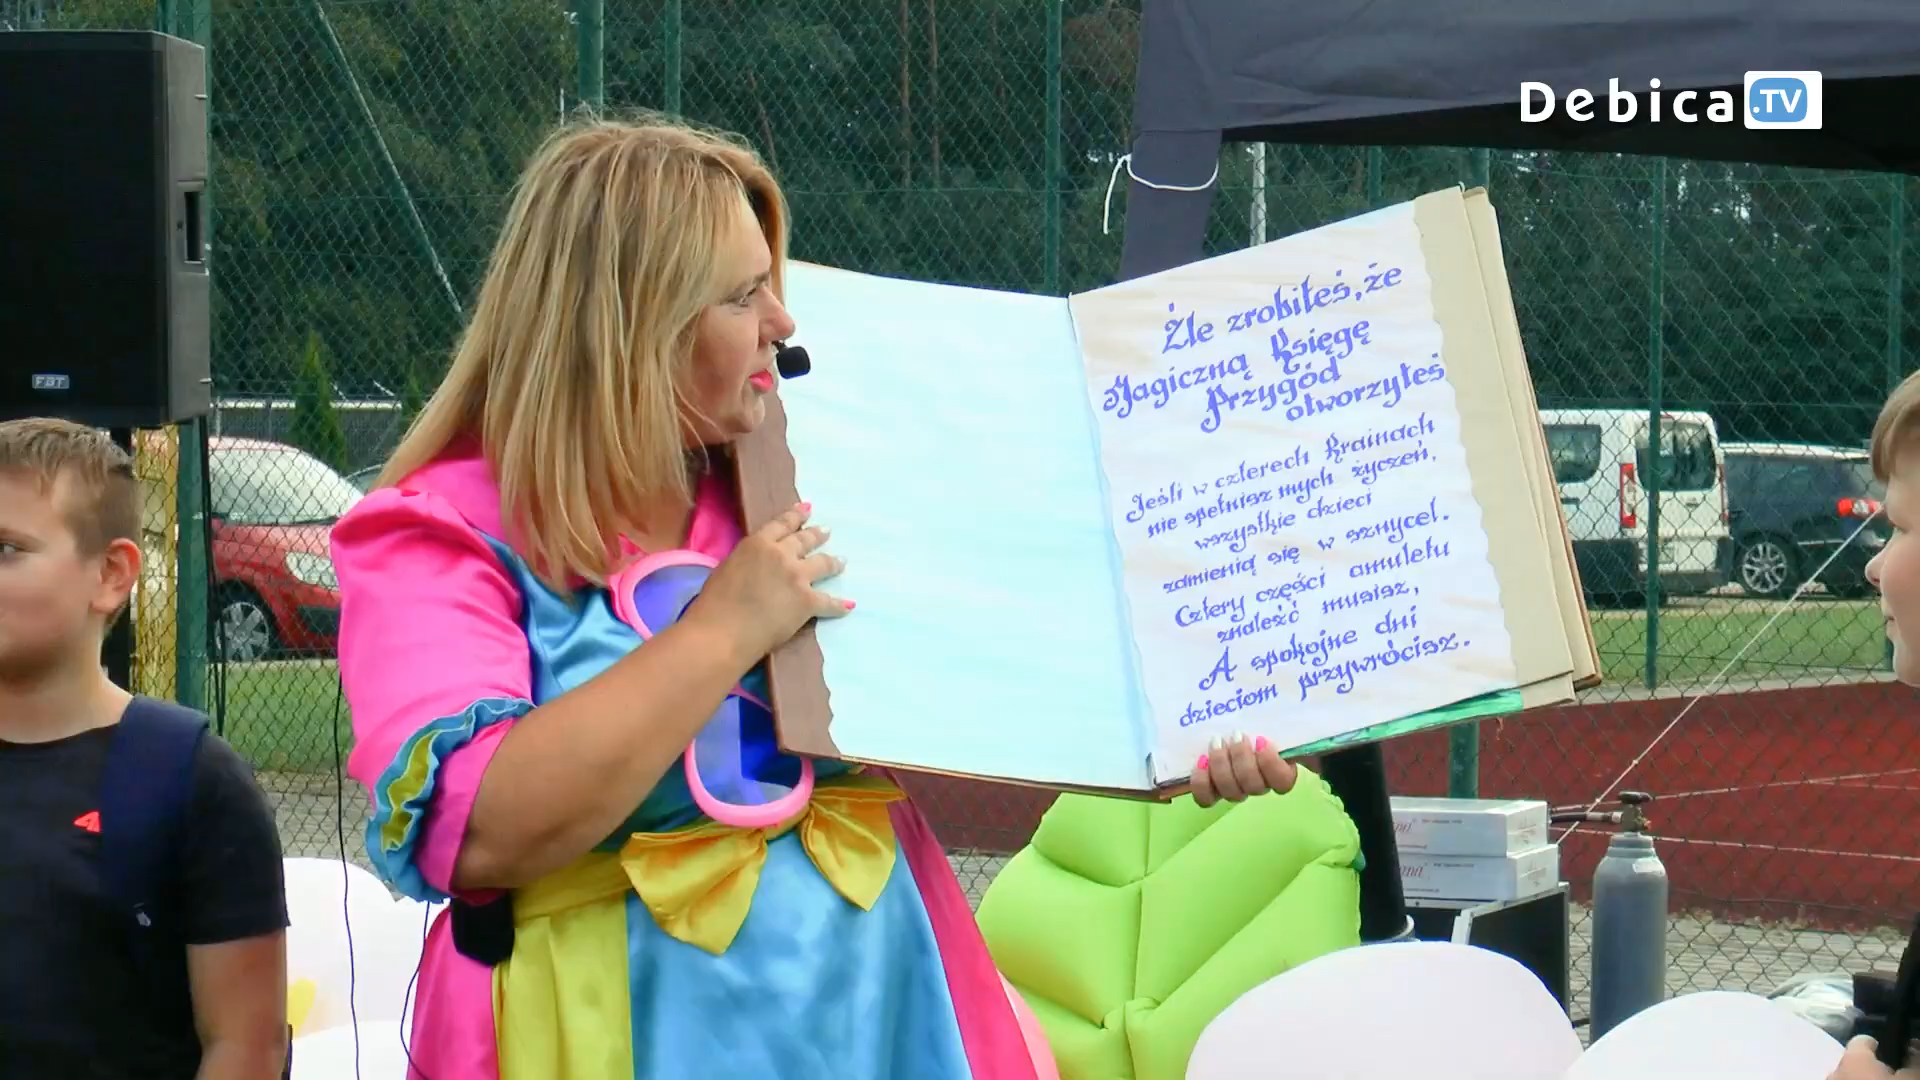 Debica.TV
FBT
Źle zrobiłeś, że
Magiczną Księgę
Przygód
otworzyłeś
Jeśli w czterech Krainach
nie spełnisz mych życzeń,
wszystkie dzieci
zamienią się w sznycel.
Cztery części amuletu
znaleźć musisz,
A spokojne dni
dzieciom przywrócisz.